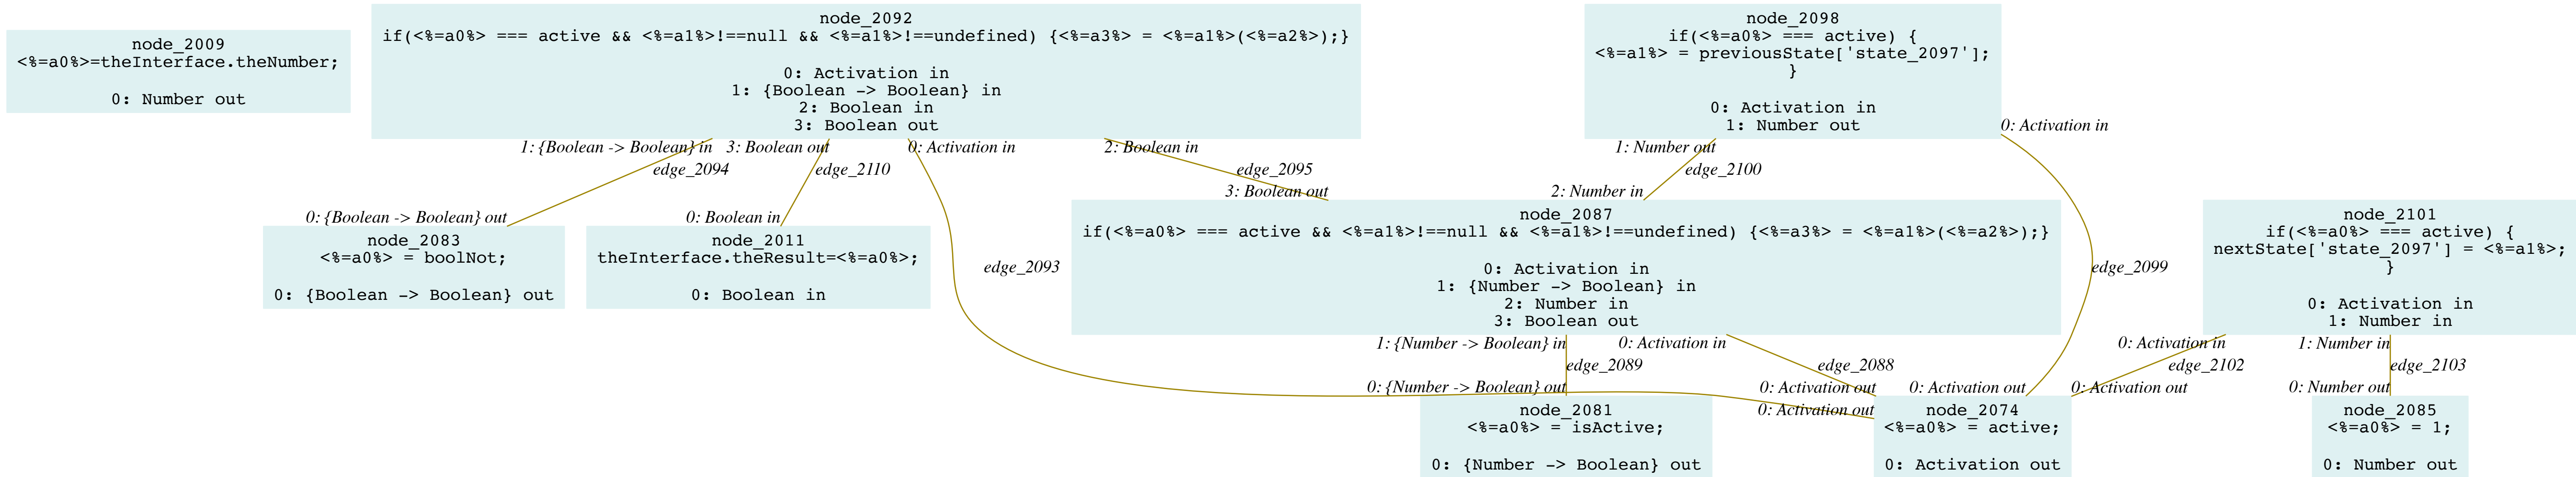 node_2009
<%=a0%>=theInterface.theNumber;
0: Number out
node_2092
if(<%=a0%> === active && <%=a1%>!==null && <%=a1%>!==undefined) {<%=a3%> = <%=a1%>(<%=a2%>);}
0: Activation in
1: {Boolean -> Boolean} in
2: Boolean in
3: Boolean out
node_2098
if(<%=a0%> === active) {
<%=a1%> = previousState['state_2097'];
}
0: Activation in
1: Number out
0: Activation in
1: {Boolean -> Boolean} in
3: Boolean out
0: Activation in
2: Boolean in
1: Number out
edge_2094
edge_2110
edge_2095
edge_2100
3: Boolean out
2: Number in
0: {Boolean -> Boolean} out
0: Boolean in
node_2083
<%=a0%> = boolNot;
0: {Boolean -> Boolean} out
node_2011
theInterface.theResult=<%=a0%>;
0: Boolean in
edge_2093
node_2087
if(<%=a0%> === active && <%=a1%>!==null && <%=a1%>!==undefined) {<%=a3%> = <%=a1%>(<%=a2%>);}
0: Activation in
1: {Number -> Boolean} in
2: Number in
3: Boolean out
edge_2099
node_2101
if(<%=a0%> === active) {
nextState['state_2097'] = <%=a1%>;
}
0: Activation in
1: Number in
1: {Number -> Boolean} in
0: Activation in
0: Activation in
1: Number in
edge_2089
edge_2088
edge_2102
edge_2103
0: {Number -> Boolean} out
0: Activation out
0: Activation out
0: Activation out
0: Number out
0: Activation out
node_2081
<%=a0%> = isActive;
0: {Number -> Boolean} out
node_2074
<%=a0%> = active;
0: Activation out
node_2085
<%=a0%> = 1;
0: Number out